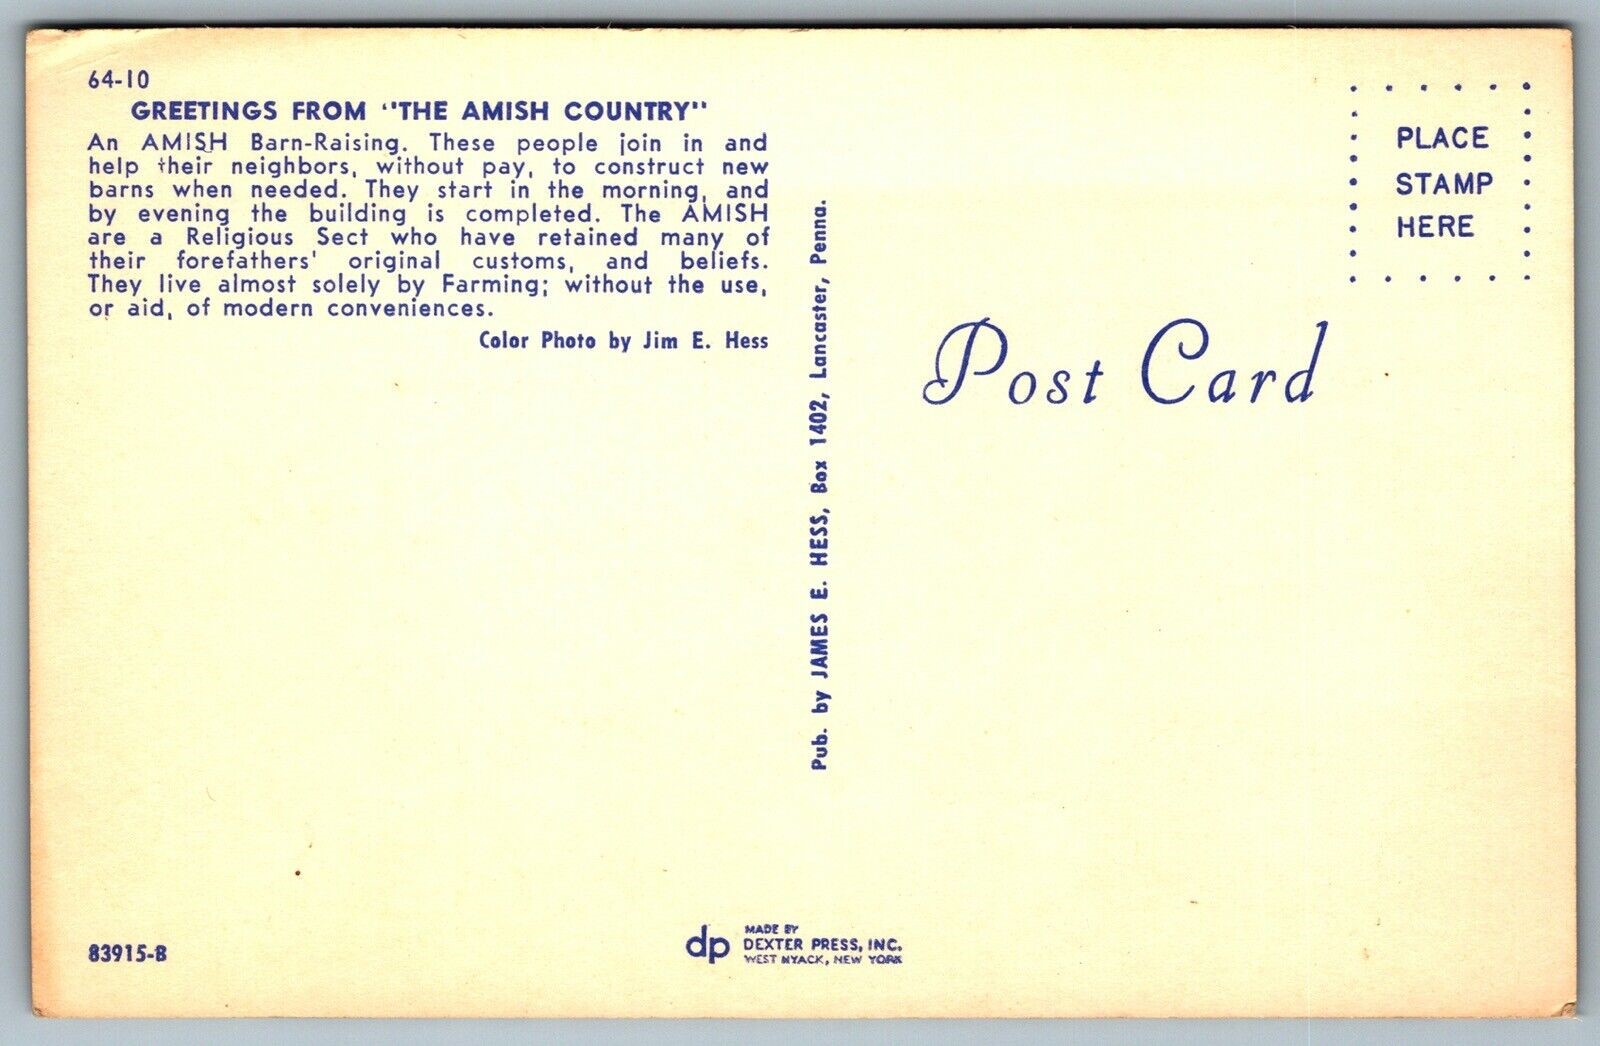 64-10
GREETINGS FROM "THE AMISH COUNTRY"
An AMISH Barn-Raising. These people join in and
help their neighbors, without pay, to construct new
barns when needed. They start in the morning, and
by evening the building is completed. The AMISH
are a Religious Sect who have retained many of
their forefathers' original customs, and beliefs.
They live almost solely by Farming; without the use,
or aid, of modern conveniences.
Color Photo by Jim E. Hess
Pub. by JAMES E. HESS, Box 1402, Lancaster, Penna.
PLACE
STAMP
HERE
Post Card
83915-B
dp
MADE BY
DEXTER PRESS, INC.
WEST NYACK, NEW YORK